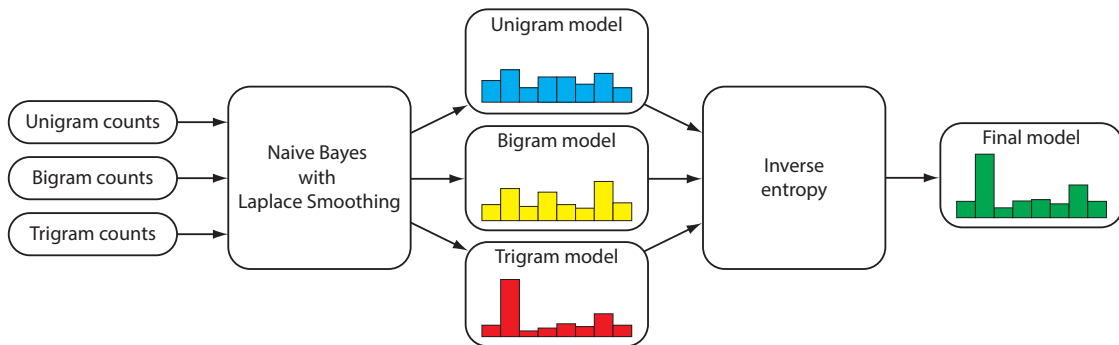 Unigram counts
Bigram counts
Trigram counts
Naive Bayes
with
Laplace Smoothing
Unigram model
Bigram model
Trigram model
Inverse
entropy
Final model